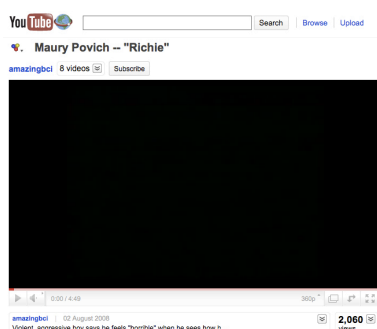 YouTube
Search Browse Upload
Maury Povich -- "Richie"
amazingbci 8 videos Subscribe
0:00 / 4:49 360p
amazingbci 02 August 2008 2,060
Violent, aggressive boy says he feels "horrible" when he sees how h views